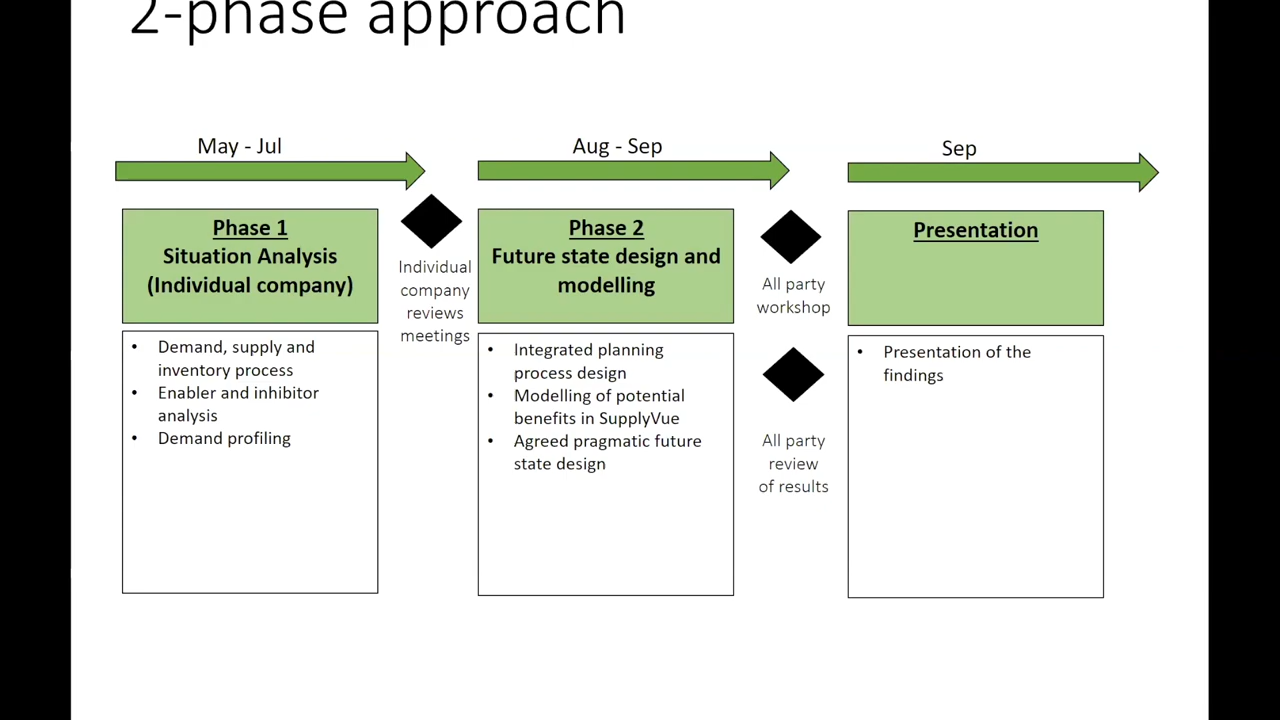 2-phase approach
May - Jul
Aug - Sep
Sep
Phase 1
Situation Analysis
(Individual company)
Individual
company
reviews
meetings
Phase 2
Future state design and
modelling
All party
workshop
Presentation
• Demand, supply and
inventory process
• Enabler and inhibitor
analysis
• Demand profiling
• Integrated planning
process design
• Modelling of potential
benefits in SupplyVue
• Agreed pragmatic future
state design
All party
review
of results
• Presentation of the
findings